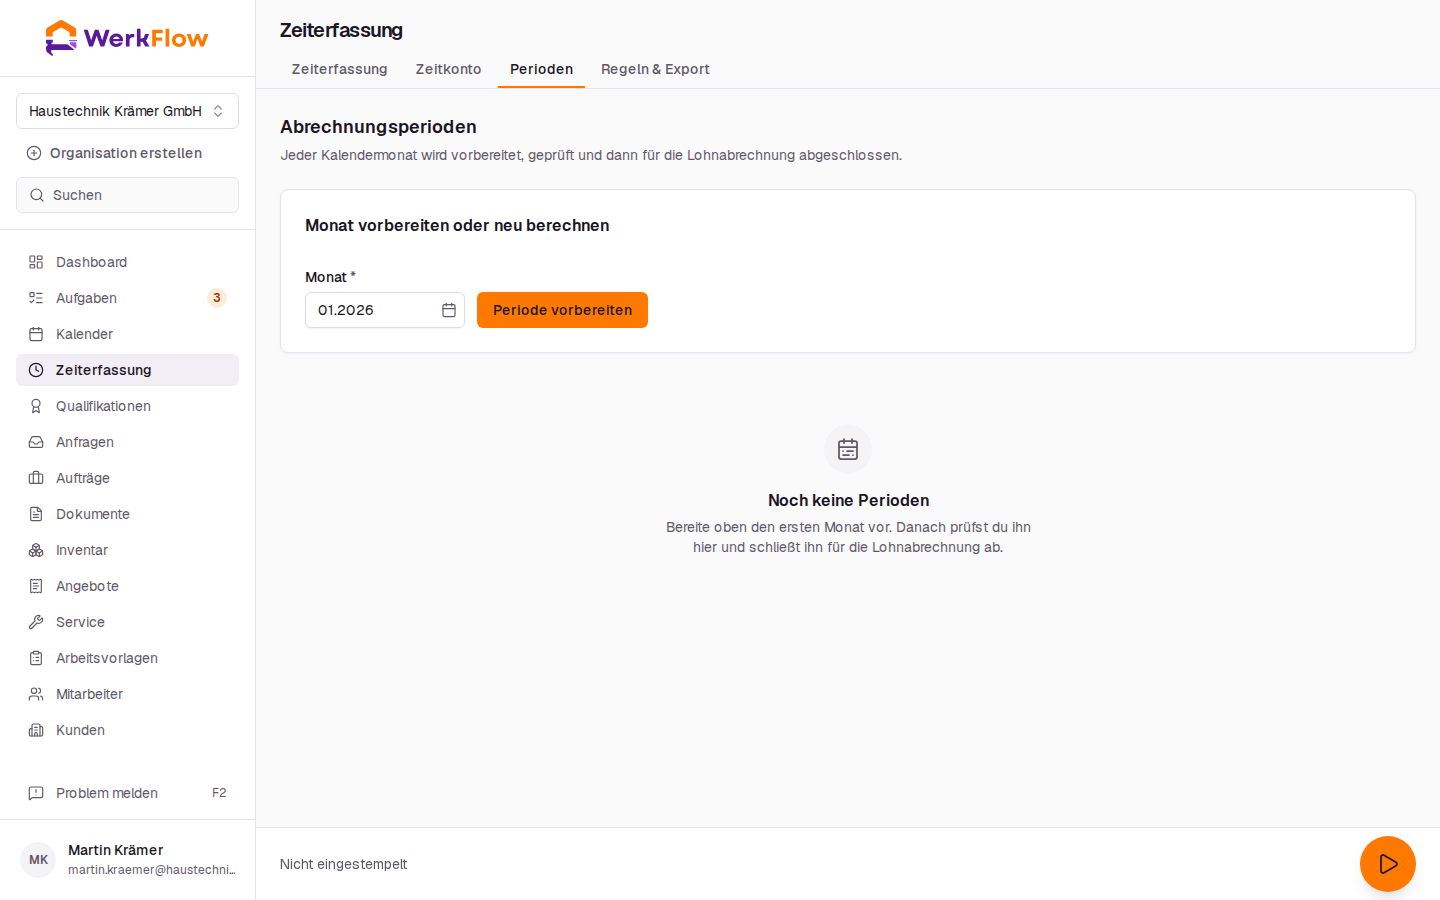 WerkFlow
Haustechnik Krämer GmbH
Organisation erstellen
Suchen
Dashboard
Aufgaben 3
Kalender
Zeiterfassung
Qualifikationen
Anfragen
Aufträge
Dokumente
Inventar
Angebote
Service
Arbeitsvorlagen
Mitarbeiter
Kunden
Problem melden F2
MK
Martin Krämer
martin.kraemer@haustechni…
Zeiterfassung
Zeiterfassung Zeitkonto Perioden Regeln & Export
Abrechnungsperioden
Jeder Kalendermonat wird vorbereitet, geprüft und dann für die Lohnabrechnung abgeschlossen.
Monat vorbereiten oder neu berechnen
Monat *
01.2026 Periode vorbereiten
Noch keine Perioden
Bereite oben den ersten Monat vor. Danach prüfst du ihn
hier und schließt ihn für die Lohnabrechnung ab.
Nicht eingestempelt